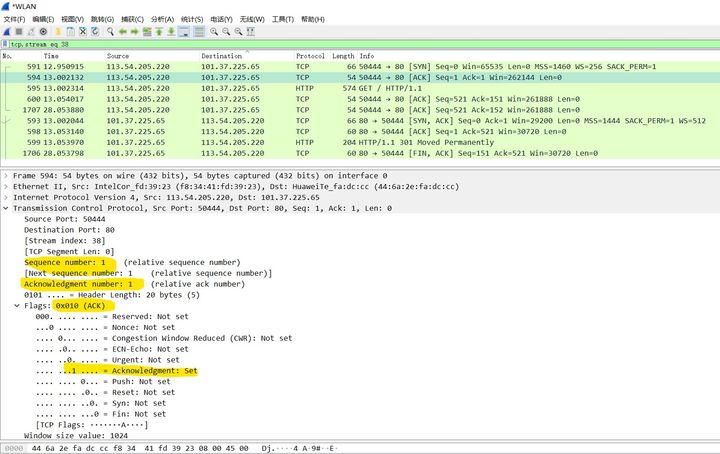 *WLAN
文件(F) 编辑(E) 视图(V) 跳转(G) 捕获(C) 分析(A) 统计(S) 电话(Y) 无线(W) 工具(T) 帮助(H)
tcp.stream eq 38
No. Time Source Destination Protocol Length Info
591 12.950915 113.54.205.220 101.37.225.65 TCP 66 50444 → 80 [SYN] Seq=0 Win=65535 Len=0 MSS=1460 WS=256 SACK_PERM=1
594 13.002132 113.54.205.220 101.37.225.65 TCP 54 50444 → 80 [ACK] Seq=1 Ack=1 Win=262144 Len=0
595 13.002314 113.54.205.220 101.37.225.65 HTTP 574 GET / HTTP/1.1
600 13.054017 113.54.205.220 101.37.225.65 TCP 54 50444 → 80 [ACK] Seq=521 Ack=151 Win=261888 Len=0
1707 28.053880 113.54.205.220 101.37.225.65 TCP 54 50444 → 80 [ACK] Seq=521 Ack=152 Win=261888 Len=0
593 13.002044 101.37.225.65 113.54.205.220 TCP 66 80 → 50444 [SYN, ACK] Seq=0 Ack=1 Win=29200 Len=0 MSS=1444 SACK_PERM=1 WS=512
598 13.053140 101.37.225.65 113.54.205.220 TCP 60 80 → 50444 [ACK] Seq=1 Ack=521 Win=30720 Len=0
599 13.053970 101.37.225.65 113.54.205.220 HTTP 204 HTTP/1.1 301 Moved Permanently
1706 28.053798 101.37.225.65 113.54.205.220 TCP 60 80 → 50444 [FIN, ACK] Seq=151 Ack=521 Win=30720 Len=0
Frame 594: 54 bytes on wire (432 bits), 54 bytes captured (432 bits) on interface 0
Ethernet II, Src: IntelCor_fd:39:23 (f8:34:41:fd:39:23), Dst: HuaweiTe_fa:dc:cc (44:6a:2e:fa:dc:cc)
Internet Protocol Version 4, Src: 113.54.205.220, Dst: 101.37.225.65
Transmission Control Protocol, Src Port: 50444, Dst Port: 80, Seq: 1, Ack: 1, Len: 0
Source Port: 50444
Destination Port: 80
[Stream index: 38]
[TCP Segment Len: 0]
Sequence number: 1 (relative sequence number)
[Next sequence number: 1 (relative sequence number)]
Acknowledgment number: 1 (relative ack number)
0101 .... = Header Length: 20 bytes (5)
Flags: 0x010 (ACK)
000. .... .... = Reserved: Not set
...0 .... .... = Nonce: Not set
.... 0... .... = Congestion Window Reduced (CWR): Not set
.... .0.. .... = ECN-Echo: Not set
.... ..0. .... = Urgent: Not set
.... ...1 .... = Acknowledgment: Set
.... .... 0... = Push: Not set
.... .... .0.. = Reset: Not set
.... .... ..0. = Syn: Not set
.... .... ...0 = Fin: Not set
[TCP Flags: ·······A····]
Window size value: 1024
0000 44 6a 2e fa dc cc f8 34 41 fd 39 23 08 00 45 00 Dj.····4 A·9#··E·